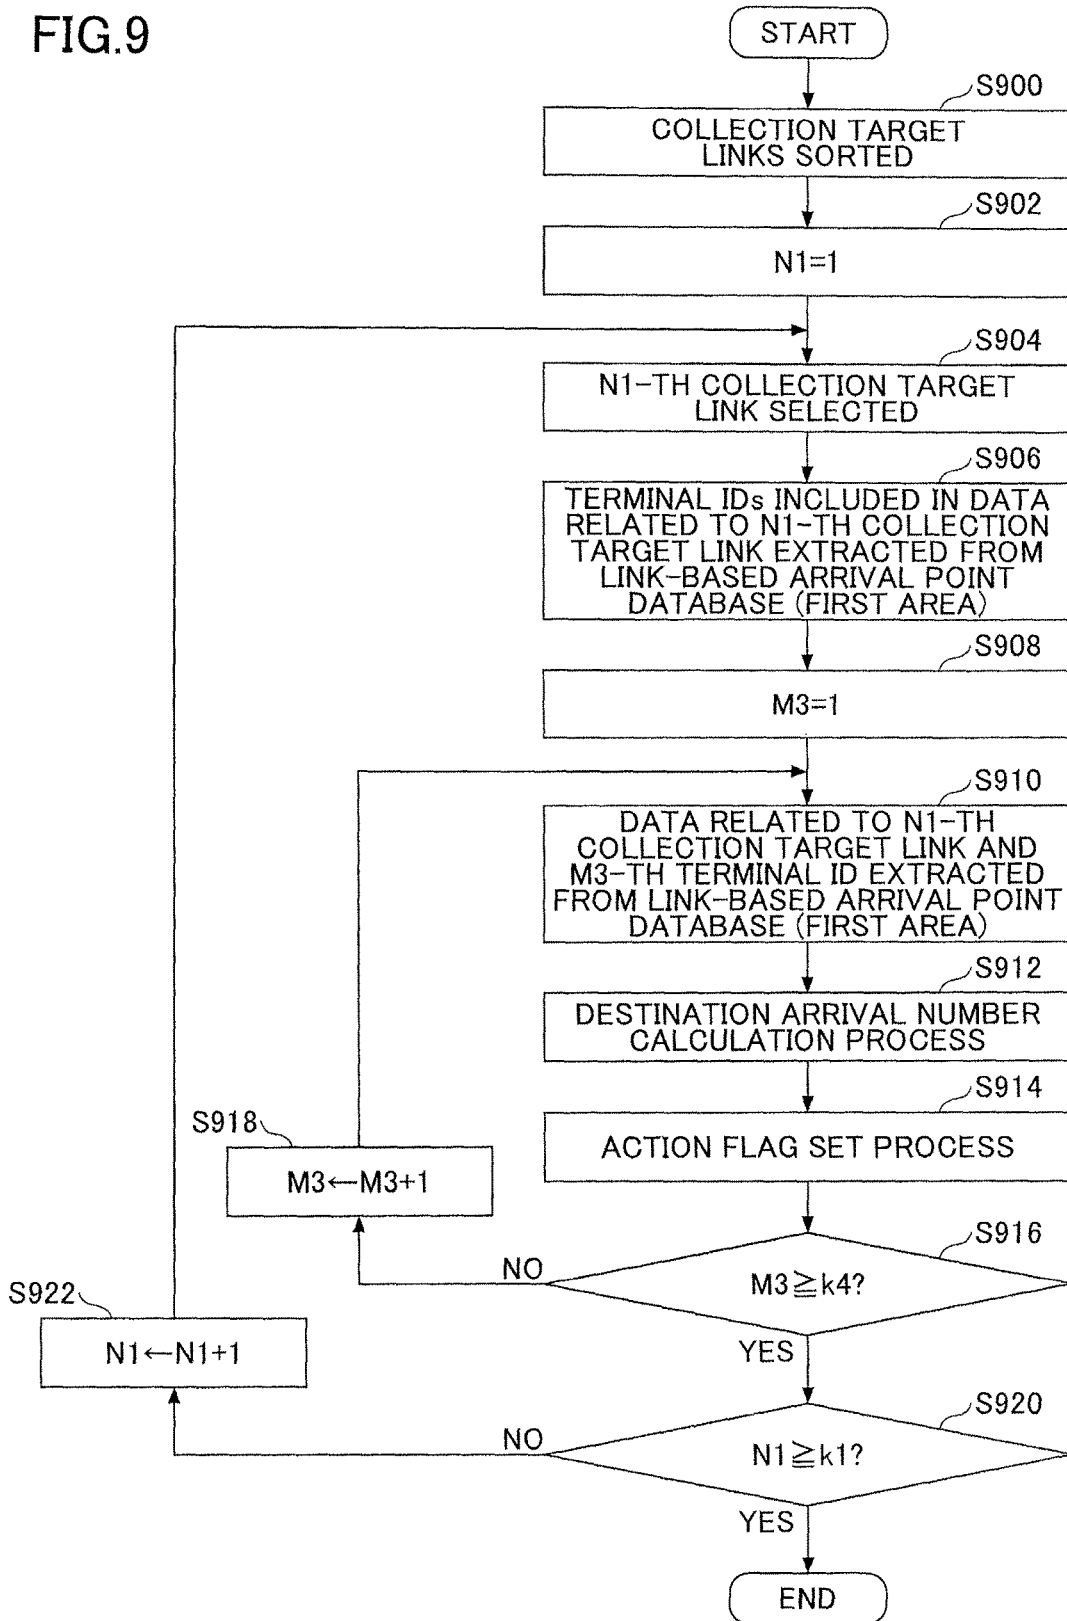 FIG.9
START
S900
COLLECTION TARGET
LINKS SORTED
S902
N1=1
S904
N1-TH COLLECTION TARGET
LINK SELECTED
S906
TERMINAL IDs INCLUDED IN DATA
RELATED TO N1-TH COLLECTION
TARGET LINK EXTRACTED FROM
LINK-BASED ARRIVAL POINT
DATABASE (FIRST AREA)
S908
M3=1
S910
DATA RELATED TO N1-TH
COLLECTION TARGET LINK AND
M3-TH TERMINAL ID EXTRACTED
FROM LINK-BASED ARRIVAL POINT
DATABASE (FIRST AREA)
S912
DESTINATION ARRIVAL NUMBER
CALCULATION PROCESS
S914
ACTION FLAG SET PROCESS
S918
M3←M3+1
S916
NO
M3≧k4?
YES
S922
N1←N1+1
S920
NO
N1≧k1?
YES
END